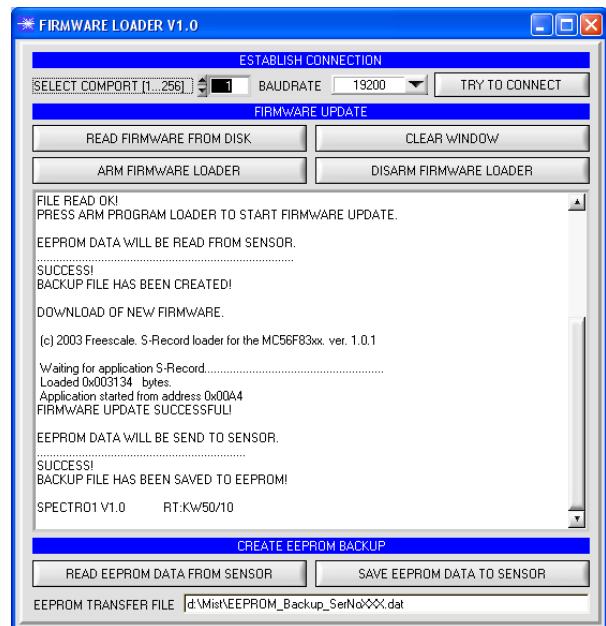 FIRMWARE LOADER V1.0
ESTABLISH CONNECTION
SELECT COMPORT [1...256] 1 BAUDRATE 19200 TRY TO CONNECT
FIRMWARE UPDATE
READ FIRMWARE FROM DISK CLEAR WINDOW
ARM FIRMWARE LOADER DISARM FIRMWARE LOADER
FILE READ OK!
PRESS ARM PROGRAM LOADER TO START FIRMWARE UPDATE.
EEPROM DATA WILL BE READ FROM SENSOR.
................................................................................
SUCCESS!
BACKUP FILE HAS BEEN CREATED!
DOWNLOAD OF NEW FIRMWARE.
(c) 2003 Freescale. S-Record loader for the MC56F83xx. ver. 1.0.1
Waiting for application S-Record.......................................................
Loaded 0x003134 bytes.
Application started from address 0x00A4
FIRMWARE UPDATE SUCCESSFUL!
EEPROM DATA WILL BE SEND TO SENSOR.
................................................................
SUCCESS!
BACKUP FILE HAS BEEN SAVED TO EEPROM!
SPECTRO1 V1.0 RT:KW50/10
CREATE EEPROM BACKUP
READ EEPROM DATA FROM SENSOR SAVE EEPROM DATA TO SENSOR
EEPROM TRANSFER FILE d:\Mist\EEPROM_Backup_SerNoXXX.dat